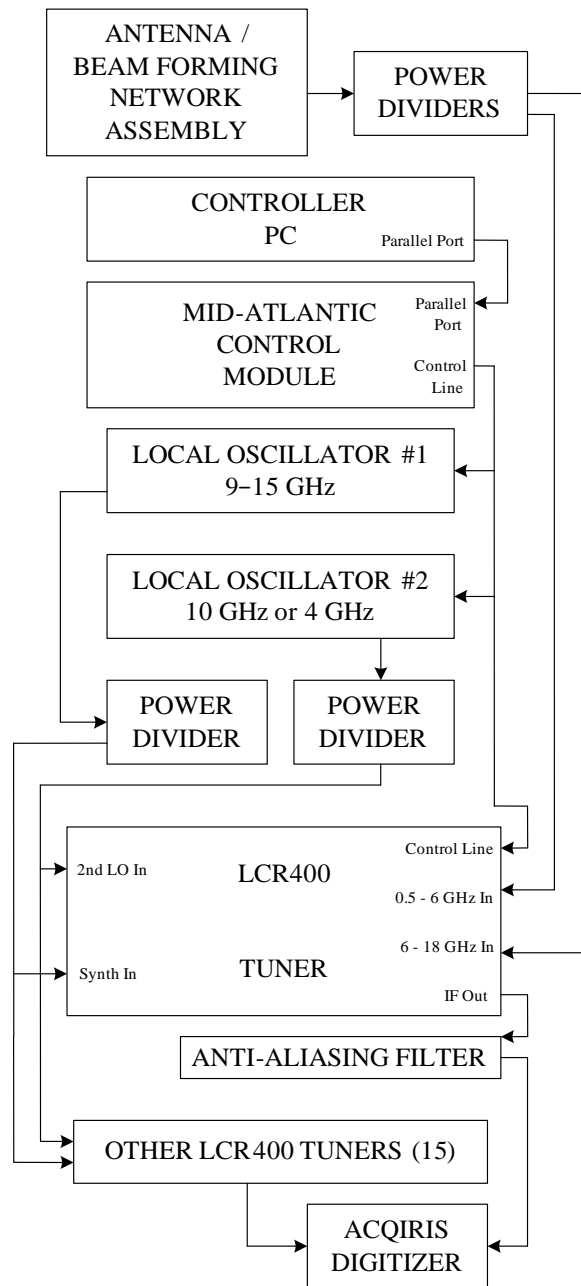 ANTENNA /
BEAM FORMING
NETWORK
ASSEMBLY
POWER
DIVIDERS
CONTROLLER
PC
Parallel Port
MID-ATLANTIC
CONTROL
MODULE
Parallel
Port
Control
Line
LOCAL OSCILLATOR #1
9-15 GHz
LOCAL OSCILLATOR #2
10 GHz or 4 GHz
POWER
DIVIDER
POWER
DIVIDER
LCR400
TUNER
2nd LO In
Synth In
Control Line
0.5 - 6 GHz In
6 - 18 GHz In
IF Out
ANTI-ALIASING FILTER
OTHER LCR400 TUNERS (15)
ACQIRIS
DIGITIZER